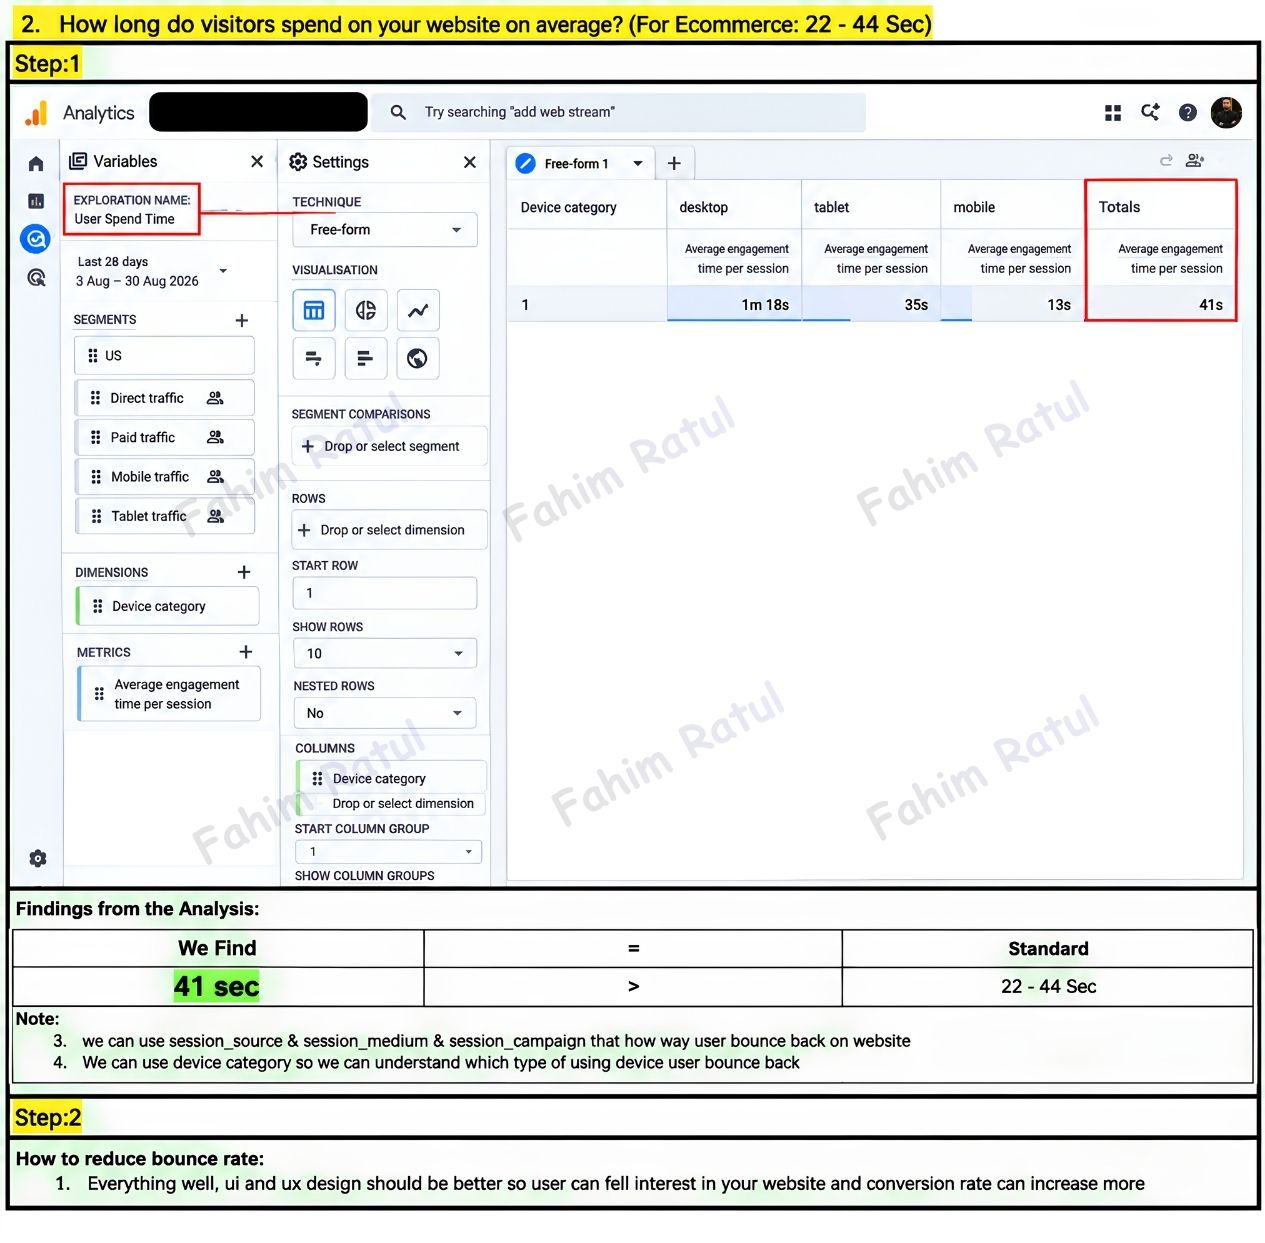 2. How long do visitors spend on your website on average? (For Ecommerce: 22 - 44 Sec)
Step:1
Analytics
Try searching "add web stream"
Variables
EXPLORATION NAME:
User Spend Time
Last 28 days
3 Aug – 30 Aug 2026
SEGMENTS
US
Direct traffic
Paid traffic
Mobile traffic
Tablet traffic
DIMENSIONS
Device category
METRICS
Average engagement
time per session
Settings
TECHNIQUE
Free-form
VISUALISATION
SEGMENT COMPARISONS
Drop or select segment
ROWS
Drop or select dimension
START ROW
1
SHOW ROWS
10
NESTED ROWS
No
COLUMNS
Device category
Drop or select dimension
START COLUMN GROUP
1
SHOW COLUMN GROUPS
Free-form 1
Device category desktop tablet mobile Totals
Average engagement Average engagement Average engagement Average engagement
time per session time per session time per session time per session
1 1m 18s 35s 13s 41s
Fahim Ratul
Fahim Ratul
Fahim Ratul
Fahim Ratul
Fahim Ratul
Fahim Ratul
Findings from the Analysis:
We Find = Standard
41 sec > 22 - 44 Sec
Note:
3. we can use session_source & session_medium & session_campaign that how way user bounce back on website
4. We can use device category so we can understand which type of using device user bounce back
Step:2
How to reduce bounce rate:
1. Everything well, ui and ux design should be better so user can fell interest in your website and conversion rate can increase more